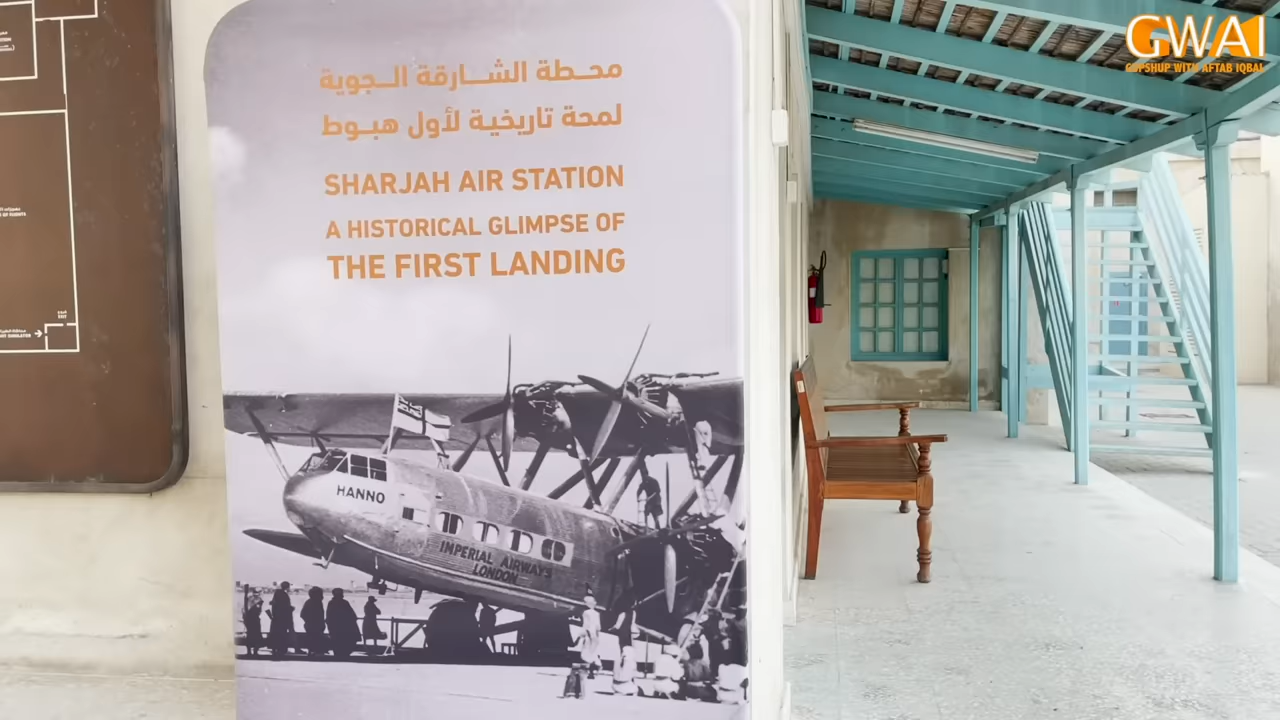 محطة الشارقة الجوية
لمحة تاريخية لأول هبوط
SHARJAH AIR STATION
A HISTORICAL GLIMPSE OF
THE FIRST LANDING
HANNO
IMPERIAL AIRWAYS
LONDON
GWAI
GUPSHUP WITH AFTAB IQBAL